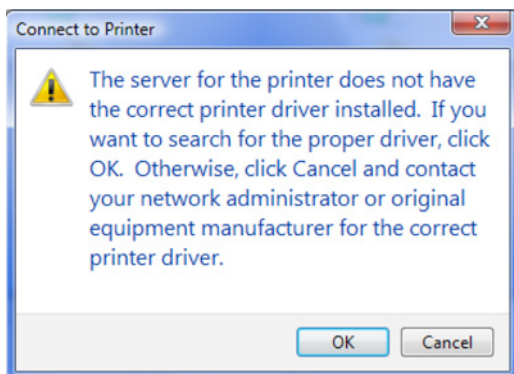 Connect to Printer
The server for the printer does not have
the correct printer driver installed. If you
want to search for the proper driver, click
OK. Otherwise, click Cancel and contact
your network administrator or original
equipment manufacturer for the correct
printer driver.
OK
Cancel